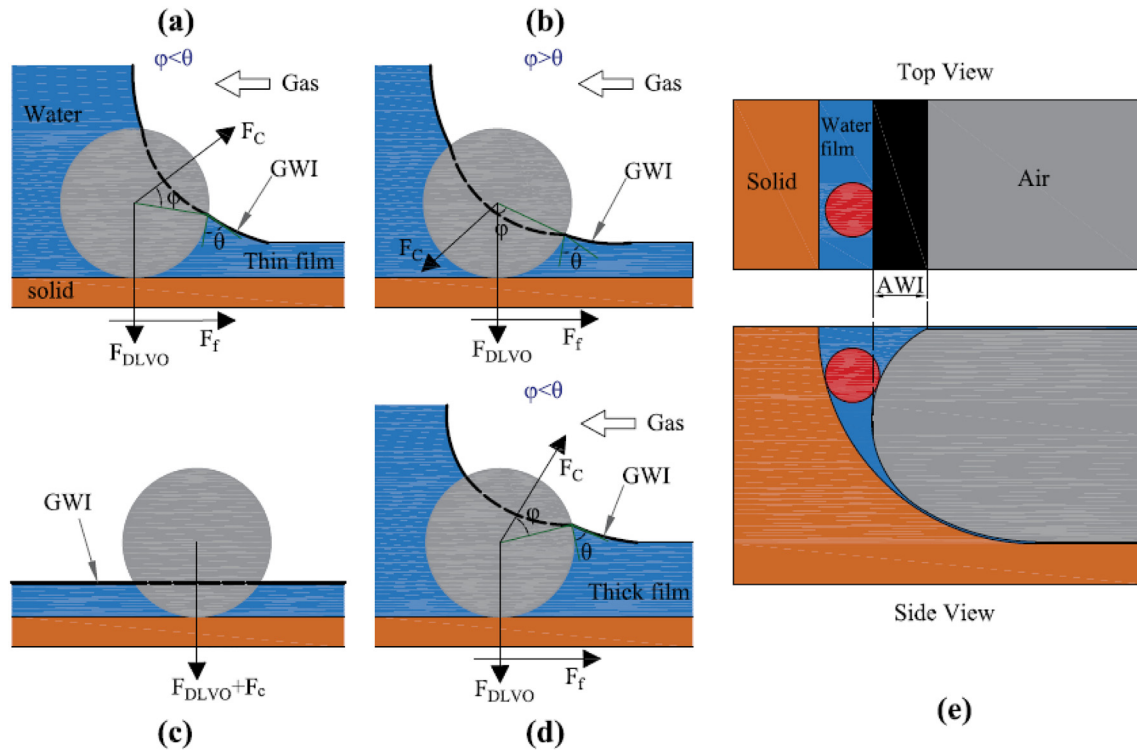 (a)
φ<θ
Gas
Water
F_C
φ
GWI
θ
Thin film
solid
F_DLVO
F_f
(b)
φ>θ
Gas
GWI
φ
F_C
θ
F_DLVO
F_f
GWI
F_DLVO+F_c
(c)
φ<θ
Gas
F_C
GWI
φ
θ
Thick film
F_DLVO
F_f
(d)
Top View
Water
film
Solid
Air
AWI
Side View
(e)